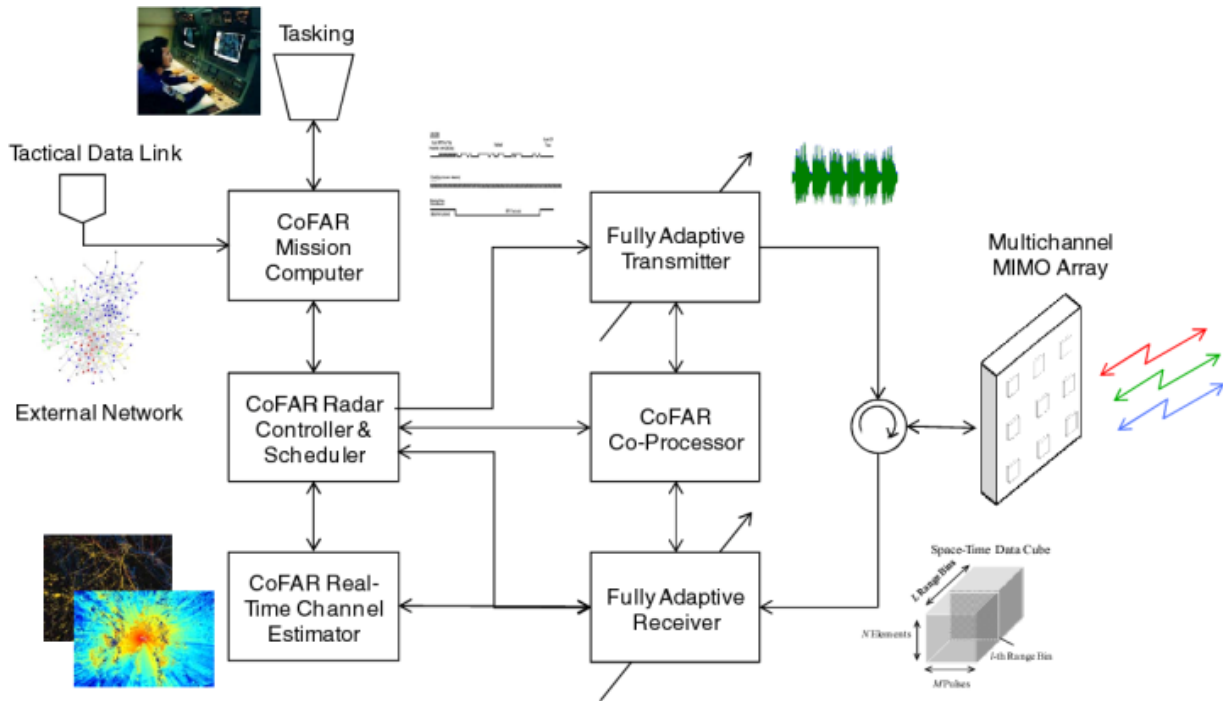 Tasking
Tactical Data Link
CoFAR
Mission
Computer
Fully Adaptive
Transmitter
Multichannel
MIMO Array
External Network
CoFAR Radar
Controller &
Scheduler
CoFAR
Co-Processor
CoFAR Real-
Time Channel
Estimator
Fully Adaptive
Receiver
Space-Time Data Cube
L Range Bins
N Elements
l-th Range Bin
M Pulses